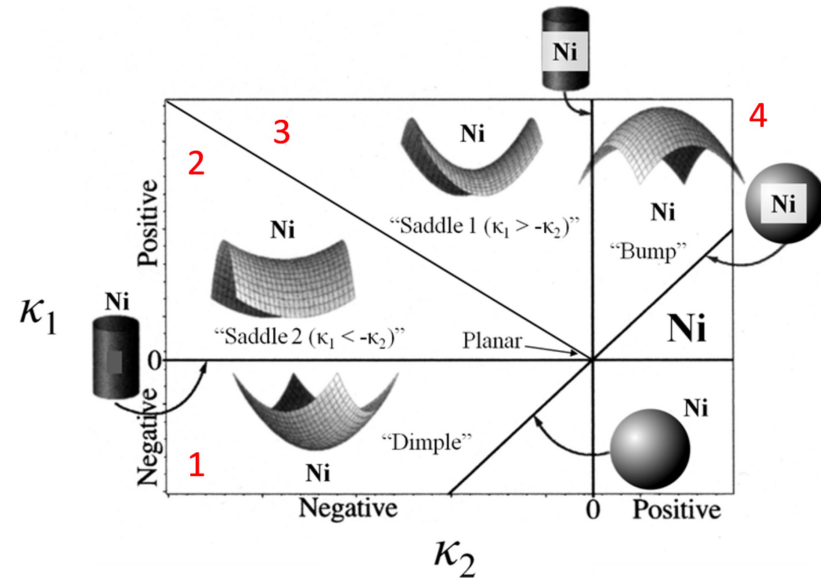 Ni
3
4
2
Ni
Ni
Positive
“Saddle 1 (κ₁ > -κ₂)”
Ni
“Bump”
Ni
κ₁
Ni
“Saddle 2 (κ₁ < -κ₂)”
Planar
Ni
0
Negative
“Dimple”
Ni
1
Ni
Negative
0
Positive
κ₂